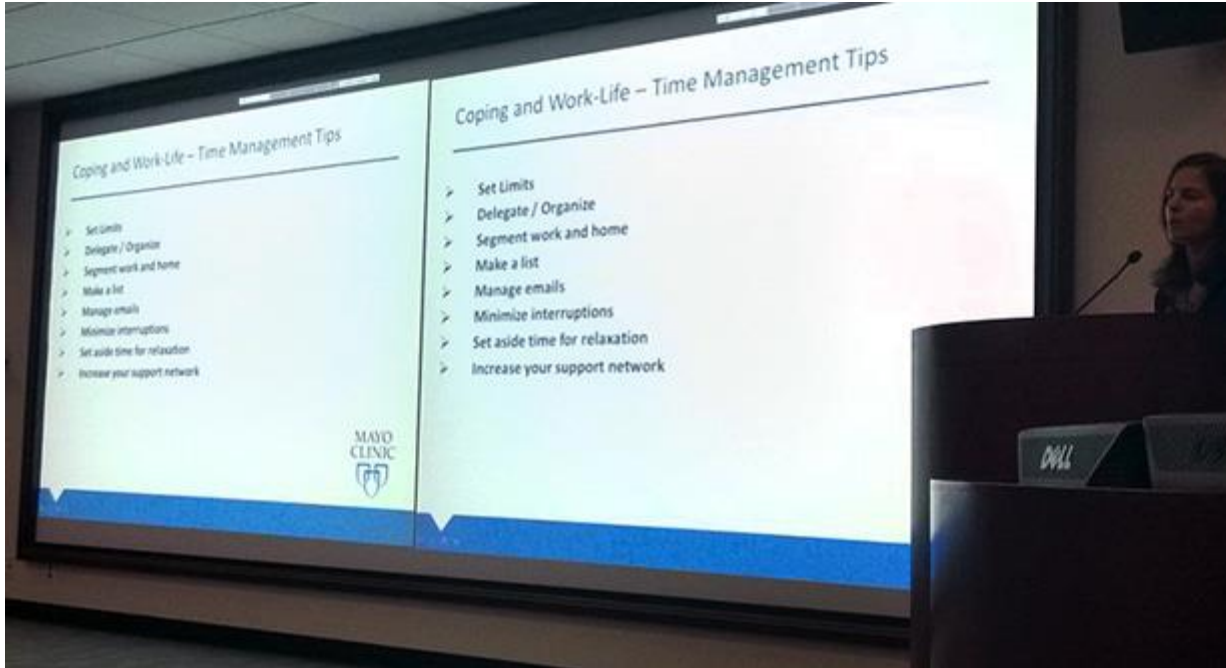 Coping and Work-Life – Time Management Tips
➢ Set Limits
➢ Delegate / Organize
➢ Segment work and home
➢ Make a list
➢ Manage emails
➢ Minimize interruptions
➢ Set aside time for relaxation
➢ Increase your support network
MAYO
CLINIC
Coping and Work-Life – Time Management Tips
➢ Set Limits
➢ Delegate / Organize
➢ Segment work and home
➢ Make a list
➢ Manage emails
➢ Minimize interruptions
➢ Set aside time for relaxation
➢ Increase your support network
DELL